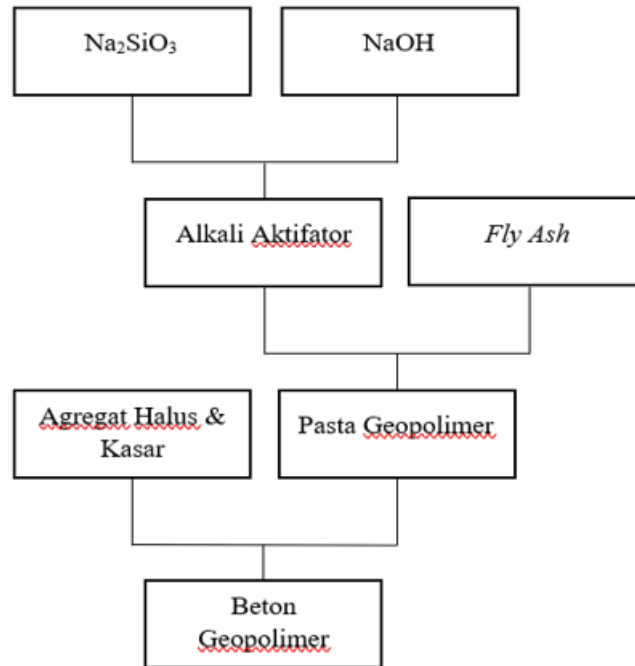 Na₂SiO₃
NaOH
Alkali Aktifator
Fly Ash
Agregat Halus &
Kasar
Pasta Geopolimer
Beton
Geopolimer